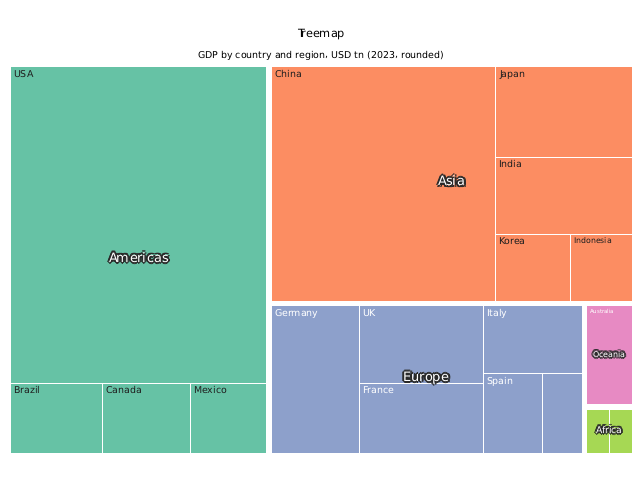 Treemap
GDP by country and region, USD tn (2023, rounded)
USA
China
Japan
India
Asia
Korea
Indonesia
Americas
Germany
UK
Italy
Australia
Oceania
Europe
Spain
Brazil
Canada
Mexico
France
Africa